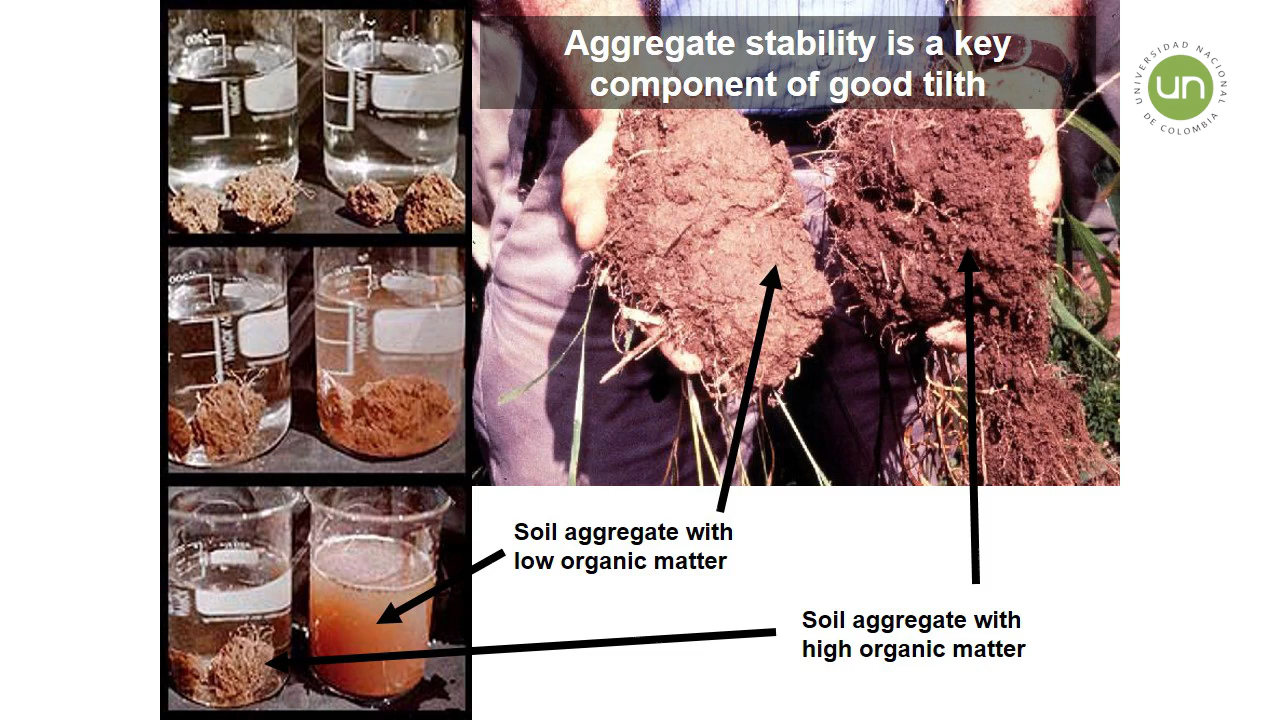 Aggregate stability is a key
component of good tilth
UNIVERSIDAD NACIONAL
DE COLOMBIA
un
Soil aggregate with
low organic matter
Soil aggregate with
high organic matter